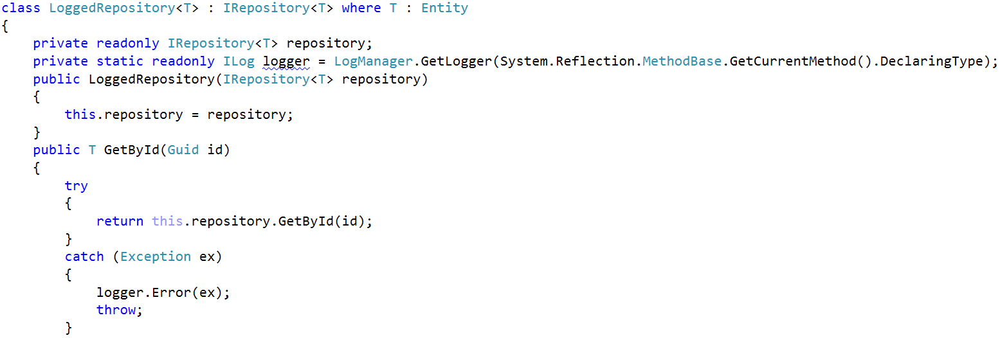 class LoggedRepository<T> : IRepository<T> where T : Entity
{
    private readonly IRepository<T> repository;
    private static readonly ILog logger = LogManager.GetLogger(System.Reflection.MethodBase.GetCurrentMethod().DeclaringType);
    public LoggedRepository(IRepository<T> repository)
    {
        this.repository = repository;
    }
    public T GetById(Guid id)
    {
        try
        {
            return this.repository.GetById(id);
        }
        catch (Exception ex)
        {
            logger.Error(ex);
            throw;
        }